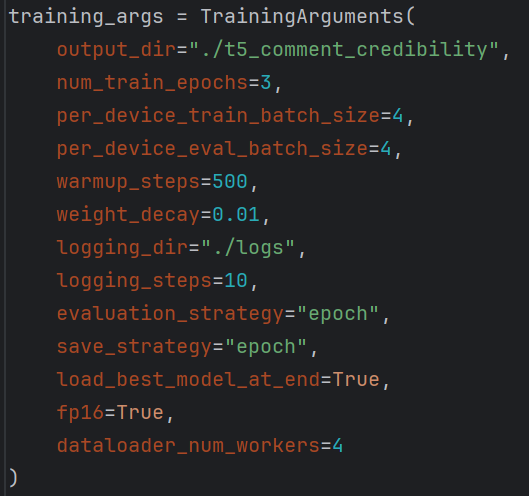 training_args = TrainingArguments(
    output_dir="./t5_comment_credibility",
    num_train_epochs=3,
    per_device_train_batch_size=4,
    per_device_eval_batch_size=4,
    warmup_steps=500,
    weight_decay=0.01,
    logging_dir="./logs",
    logging_steps=10,
    evaluation_strategy="epoch",
    save_strategy="epoch",
    load_best_model_at_end=True,
    fp16=True,
    dataloader_num_workers=4
)